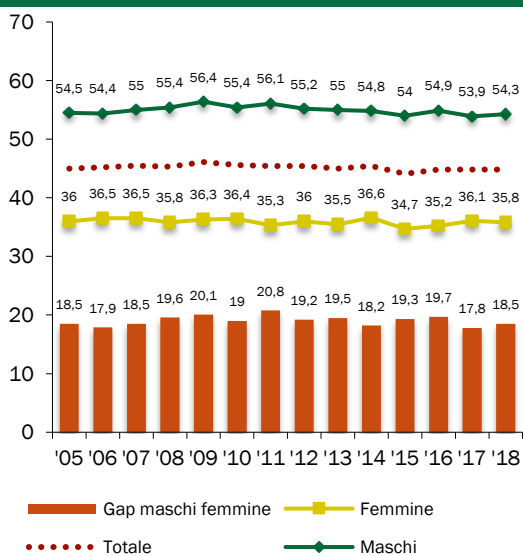 70
60
50
40
30
20
10
0
54,5 54,4 55 55,4 56,4 55,4 56,1 55,2 55 54,8 54 54,9 53,9 54,3
36 36,5 36,5 35,8 36,3 36,4 35,3 36 35,5 36,6 34,7 35,2 36,1 35,8
18,5 17,9 18,5 19,6 20,1 19 20,8 19,2 19,5 18,2 19,3 19,7 17,8 18,5
'05 '06 '07 '08 '09 '10 '11 '12 '13 '14 '15 '16 '17 '18
Gap maschi femmine Femmine
Totale Maschi